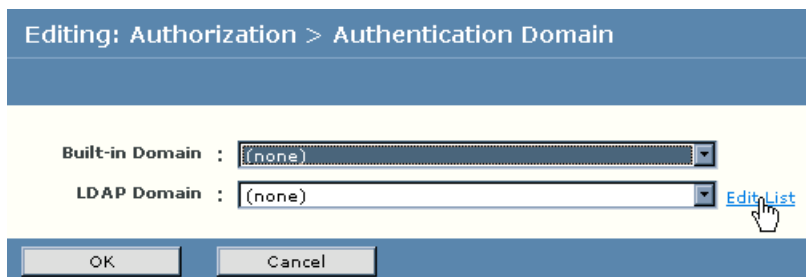 Editing: Authorization > Authentication Domain
Built-in Domain : (none)
LDAP Domain : (none) Edit List
OK Cancel